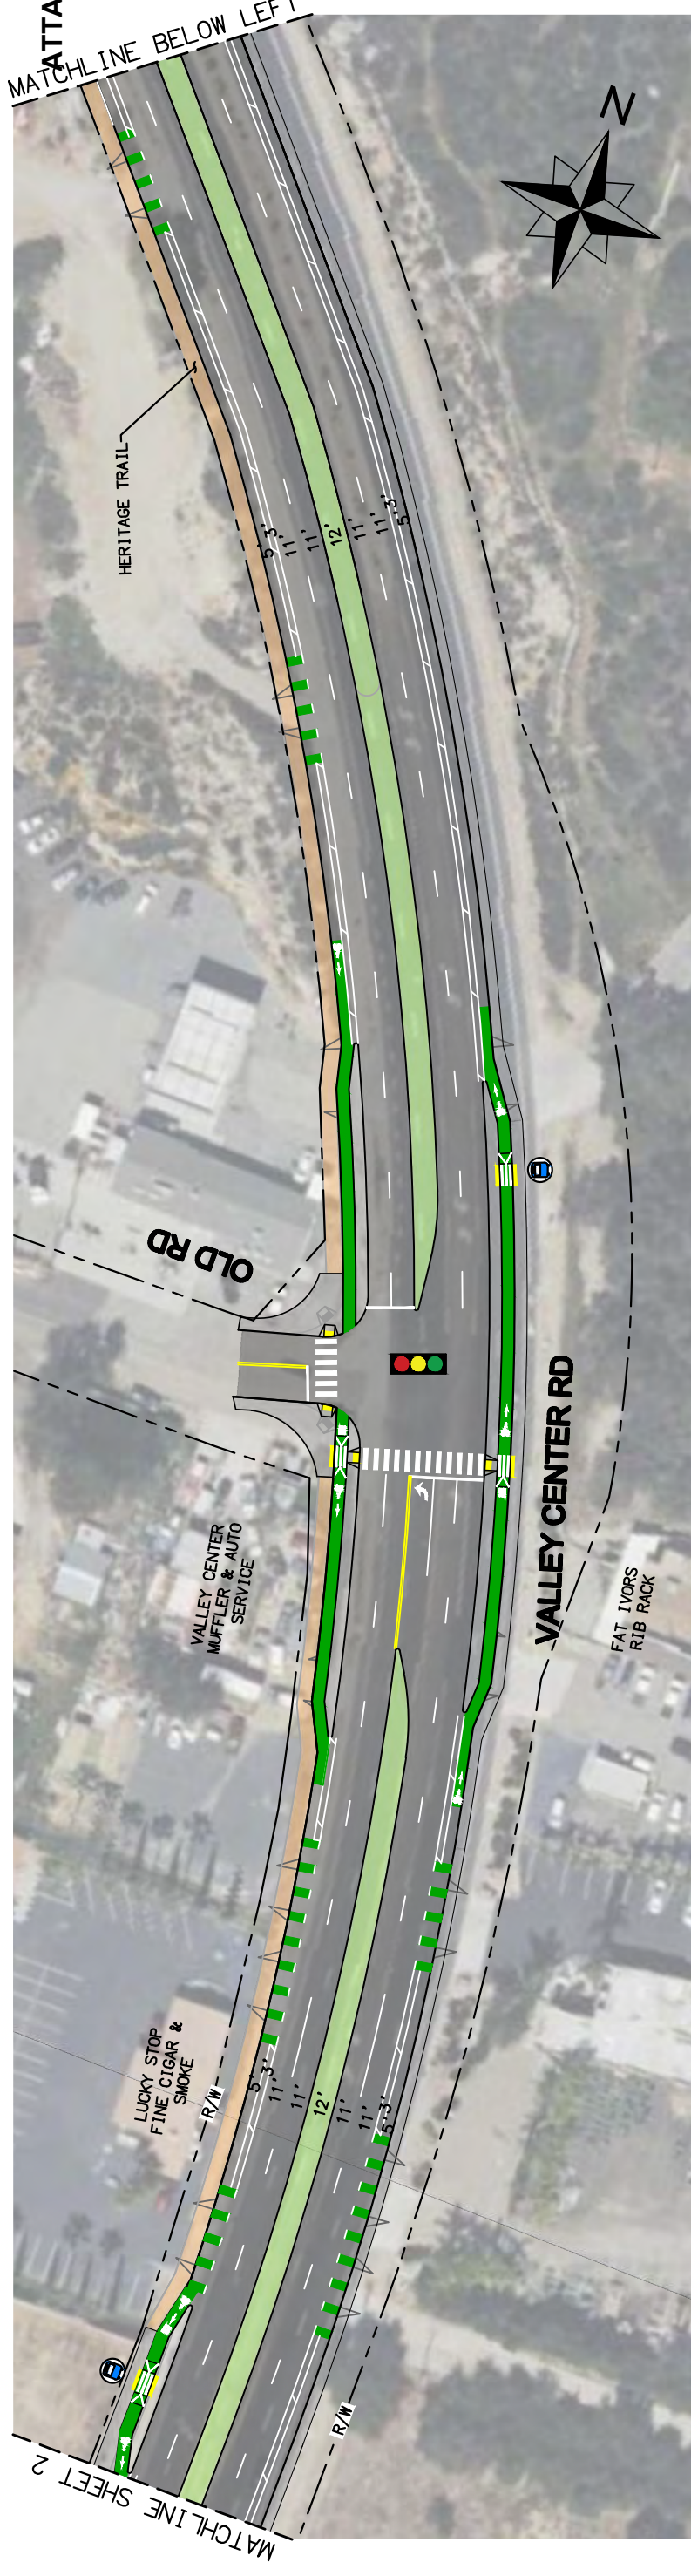 ATTA
MATCHLINE BELOW LEFT
N
HERITAGE TRAIL
5' 3' 11' 11' 12' 11' 11' 3' 5'
OLD RD
VALLEY CENTER RD
VALLEY CENTER
MUFFLER & AUTO
SERVICE
FAT IVORS
RIB RACK
LUCKY STOP
FINE CIGAR &
SMOKE
R/W
5' 3' 11' 11' 12' 11' 11' 3' 5'
R/W
MATCHLINE SHEET 2